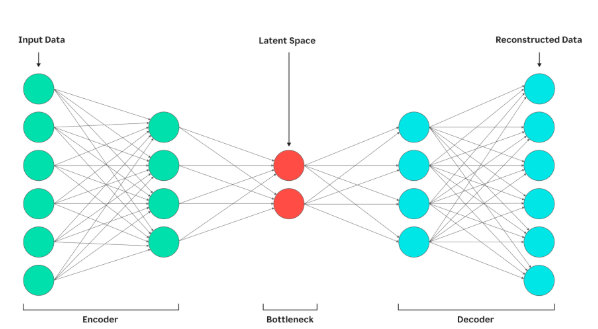 Input Data
Latent Space
Reconstructed Data
Encoder
Bottleneck
Decoder